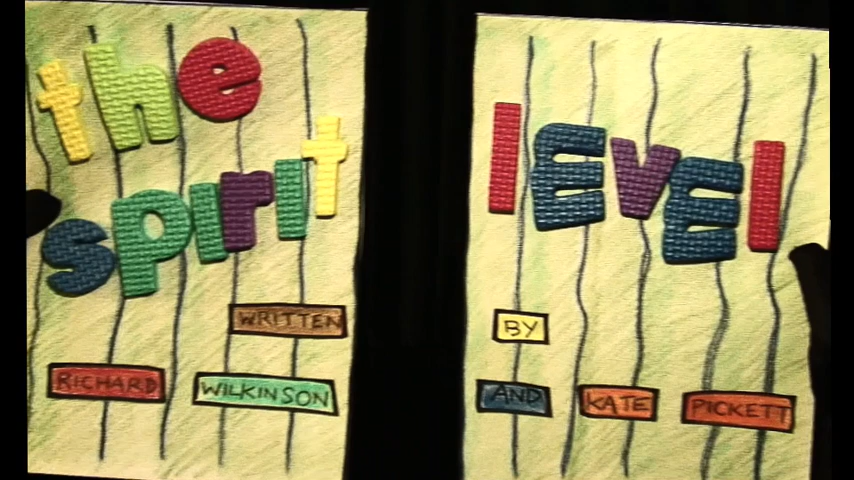 the
spirit level
WRITTEN BY
RICHARD WILKINSON AND KATE PICKETT